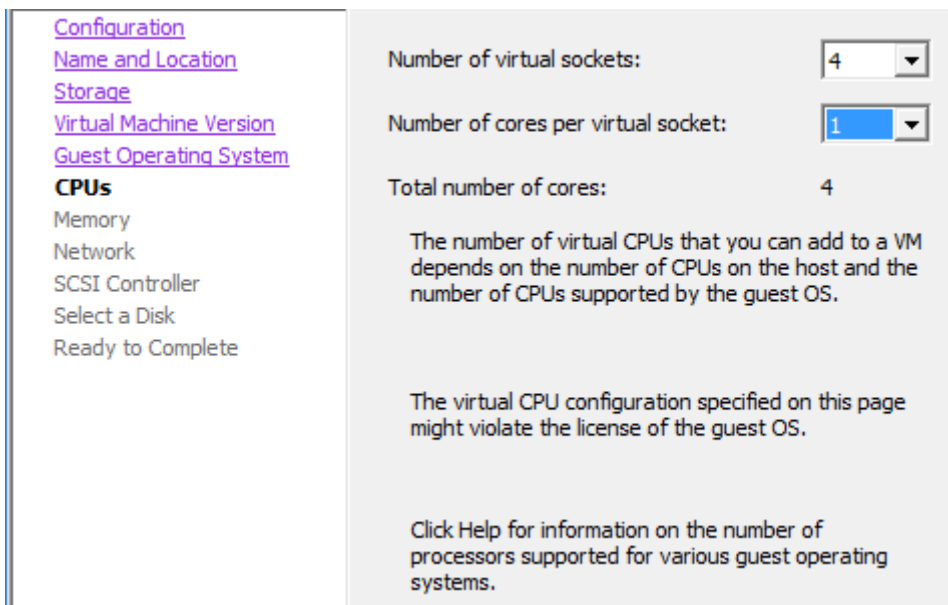 Configuration
Name and Location
Storage
Virtual Machine Version
Guest Operating System
CPUs
Memory
Network
SCSI Controller
Select a Disk
Ready to Complete
Number of virtual sockets: 4
Number of cores per virtual socket: 1
Total number of cores: 4
The number of virtual CPUs that you can add to a VM
depends on the number of CPUs on the host and the
number of CPUs supported by the guest OS.
The virtual CPU configuration specified on this page
might violate the license of the guest OS.
Click Help for information on the number of
processors supported for various guest operating
systems.